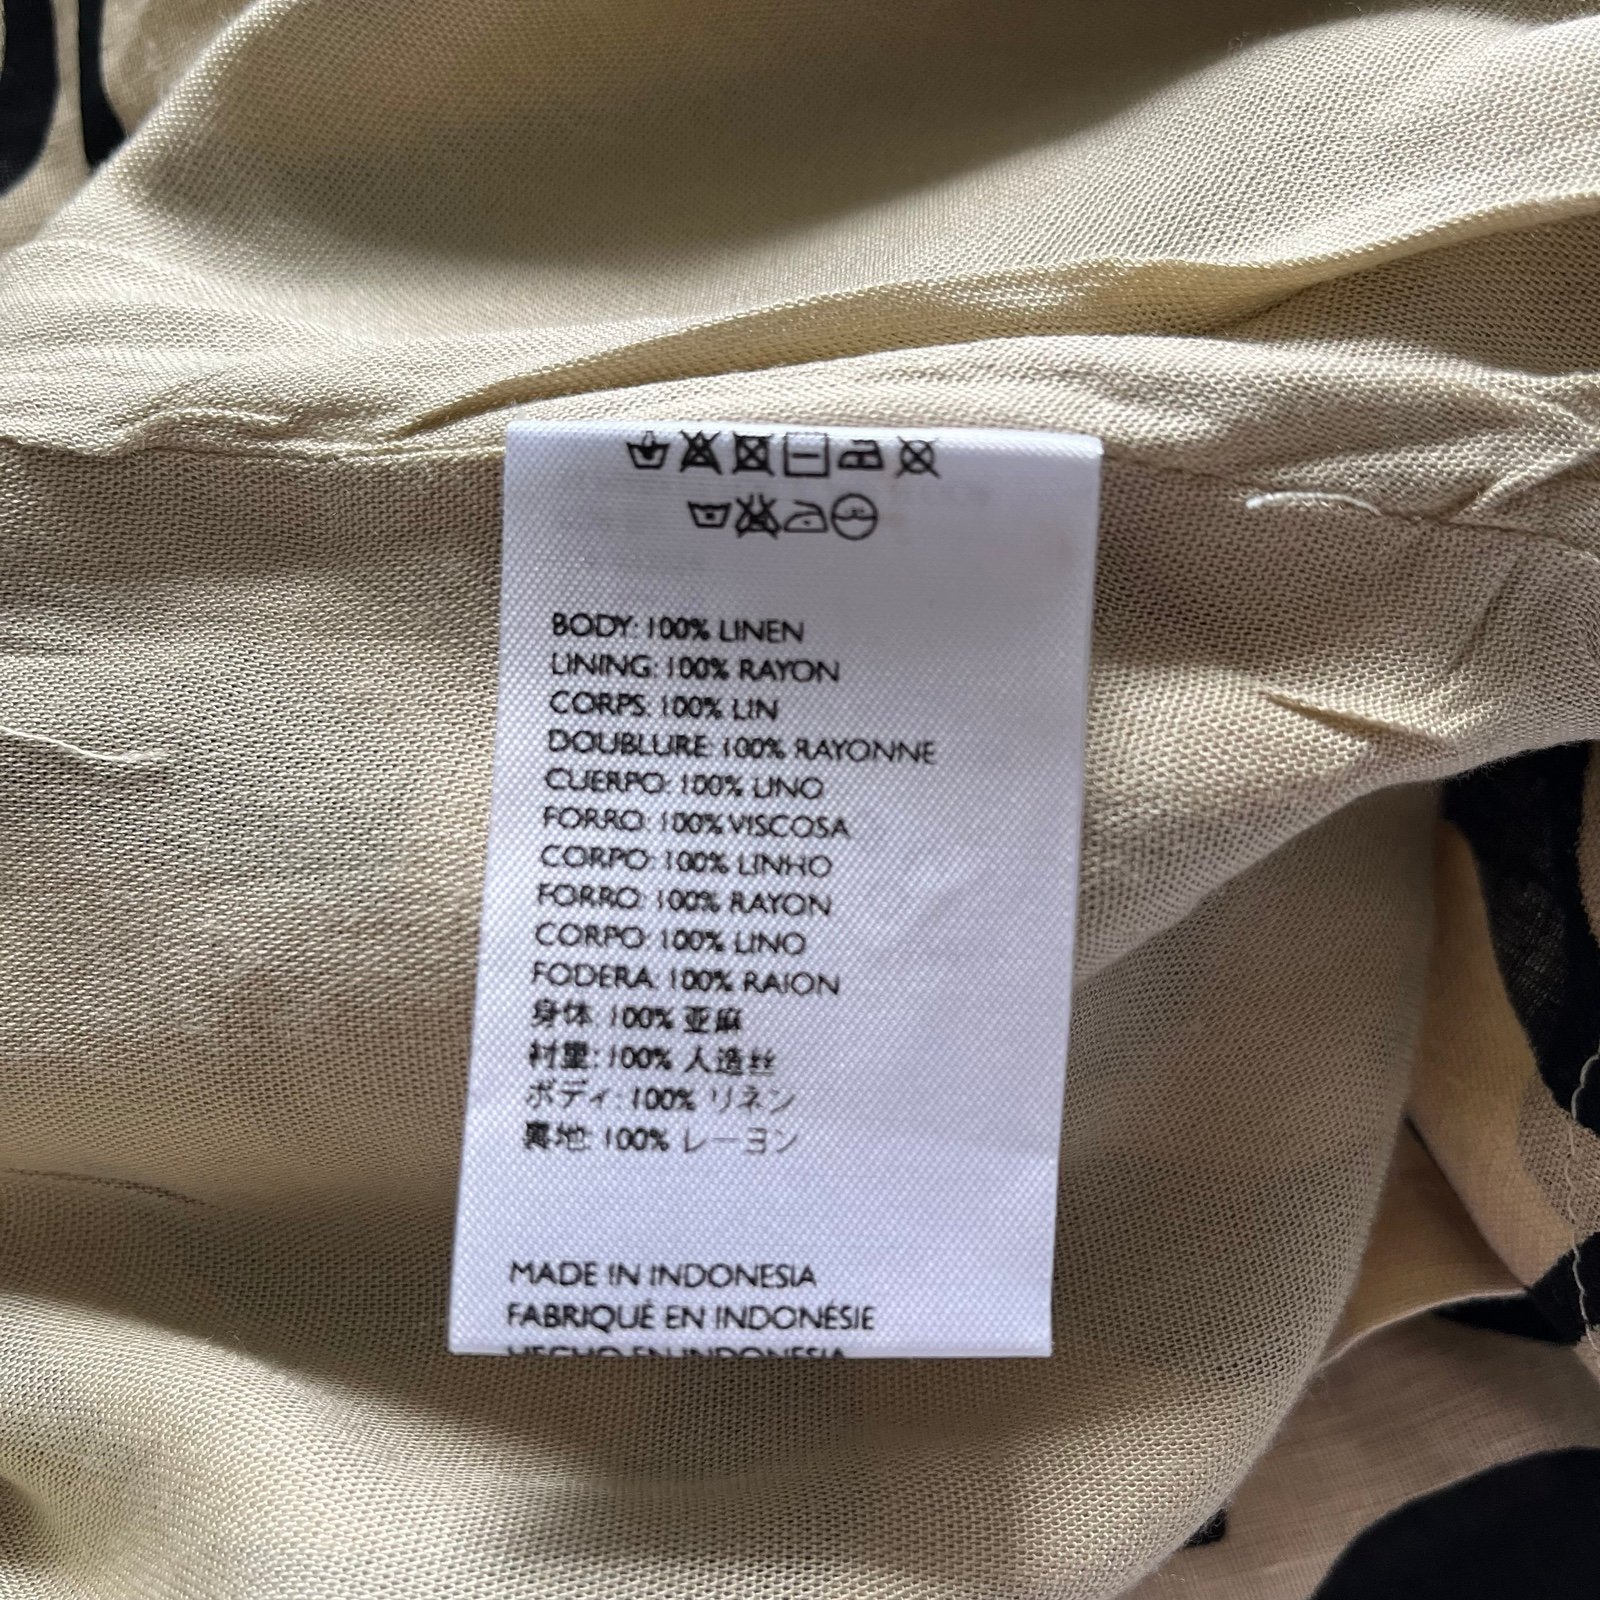 BODY: 100% LINEN
LINING: 100% RAYON
CORPS: 100% LIN
DOUBLURE: 100% RAYONNE
CUERPO: 100% LINO
FORRO: 100% VISCOSA
CORPO: 100% LINHO
FORRO: 100% RAYON
CORPO: 100% LINO
FODERA: 100% RAION
身体: 100% 亚麻
衬里: 100% 人造丝
ボディ: 100% リネン
裏地: 100% レーヨン
MADE IN INDONESIA
FABRIQUÉ EN INDONÉSIE
HECHO EN INDONESIA